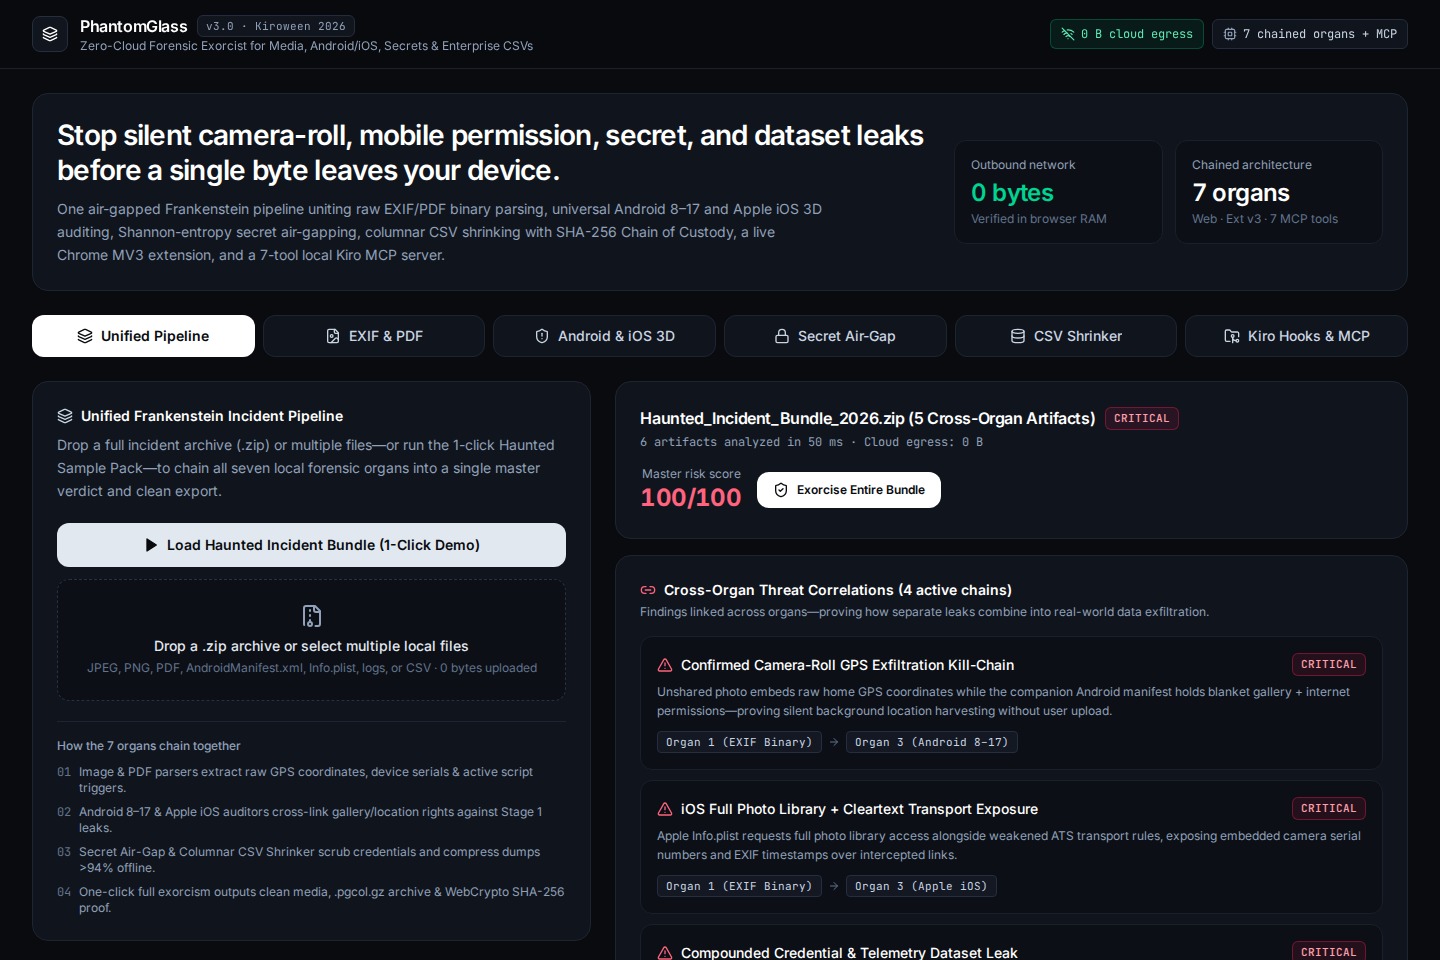 PhantomGlass
v3.0 · Kiroween 2026
Zero-Cloud Forensic Exorcist for Media, Android/iOS, Secrets & Enterprise CSVs
0 B cloud egress
7 chained organs + MCP
Stop silent camera-roll, mobile permission, secret, and dataset leaks
before a single byte leaves your device.
One air-gapped Frankenstein pipeline uniting raw EXIF/PDF binary parsing, universal Android 8–17 and Apple iOS 3D
auditing, Shannon-entropy secret air-gapping, columnar CSV shrinking with SHA-256 Chain of Custody, a live
Chrome MV3 extension, and a 7-tool local Kiro MCP server.
Outbound network
0 bytes
Verified in browser RAM
Chained architecture
7 organs
Web · Ext v3 · 7 MCP tools
Unified Pipeline
EXIF & PDF
Android & iOS 3D
Secret Air-Gap
CSV Shrinker
Kiro Hooks & MCP
Unified Frankenstein Incident Pipeline
Drop a full incident archive (.zip) or multiple files—or run the 1-click Haunted
Sample Pack—to chain all seven local forensic organs into a single master
verdict and clean export.
Load Haunted Incident Bundle (1-Click Demo)
Drop a .zip archive or select multiple local files
JPEG, PNG, PDF, AndroidManifest.xml, Info.plist, logs, or CSV · 0 bytes uploaded
How the 7 organs chain together
01 Image & PDF parsers extract raw GPS coordinates, device serials & active script
triggers.
02 Android 8–17 & Apple iOS auditors cross-link gallery/location rights against Stage 1
leaks.
03 Secret Air-Gap & Columnar CSV Shrinker scrub credentials and compress dumps
>94% offline.
04 One-click full exorcism outputs clean media, .pgcol.gz archive & WebCrypto SHA-256
proof.
Haunted_Incident_Bundle_2026.zip (5 Cross-Organ Artifacts)
CRITICAL
6 artifacts analyzed in 50 ms · Cloud egress: 0 B
Master risk score
100/100
Exorcise Entire Bundle
Cross-Organ Threat Correlations (4 active chains)
Findings linked across organs—proving how separate leaks combine into real-world data exfiltration.
Confirmed Camera-Roll GPS Exfiltration Kill-Chain
CRITICAL
Unshared photo embeds raw home GPS coordinates while the companion Android manifest holds blanket gallery + internet
permissions—proving silent background location harvesting without user upload.
Organ 1 (EXIF Binary) → Organ 3 (Android 8–17)
iOS Full Photo Library + Cleartext Transport Exposure
CRITICAL
Apple Info.plist requests full photo library access alongside weakened ATS transport rules, exposing embedded camera serial
numbers and EXIF timestamps over intercepted links.
Organ 1 (EXIF Binary) → Organ 3 (Apple iOS)
Compounded Credential & Telemetry Dataset Leak
CRITICAL